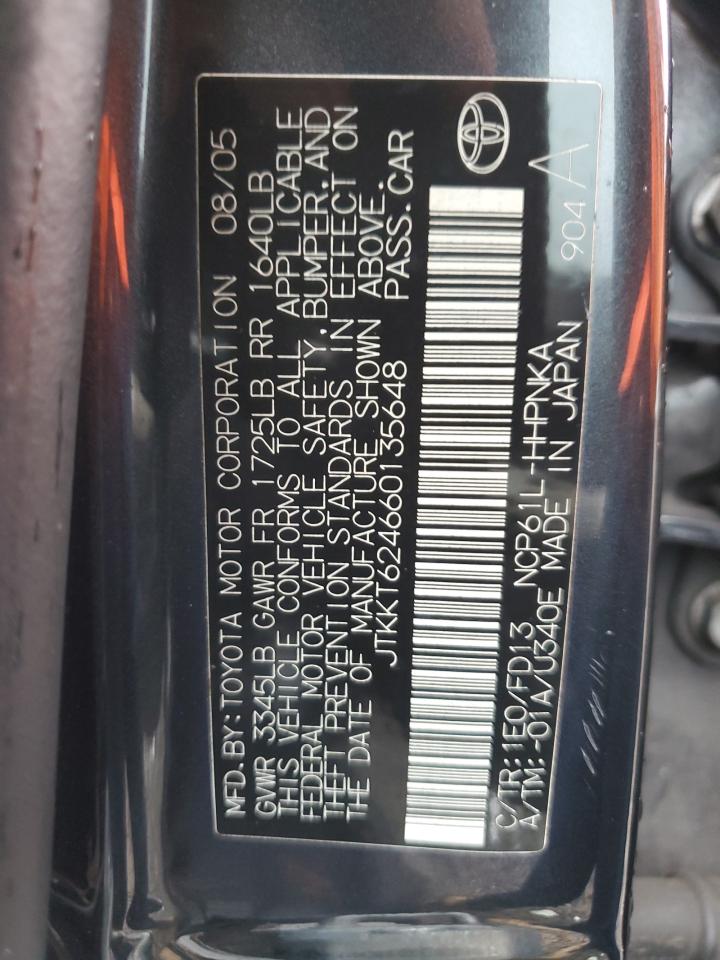 MFD. BY: TOYOTA MOTOR CORPORATION 08/05
GVWR 3345LB GAWR FR 1725LB RR 1640LB
THIS VEHICLE CONFORMS TO ALL APPLICABLE
FEDERAL MOTOR VEHICLE SAFETY, BUMPER, AND
THEFT PREVENTION STANDARDS IN EFFECT ON
THE DATE OF MANUFACTURE SHOWN ABOVE.
JTKKT624660135648 PASS. CAR
C/TR: 1E0/FD13 NCP61L-HHPNKA
A/TM: -01A/U340E MADE IN JAPAN
904 A